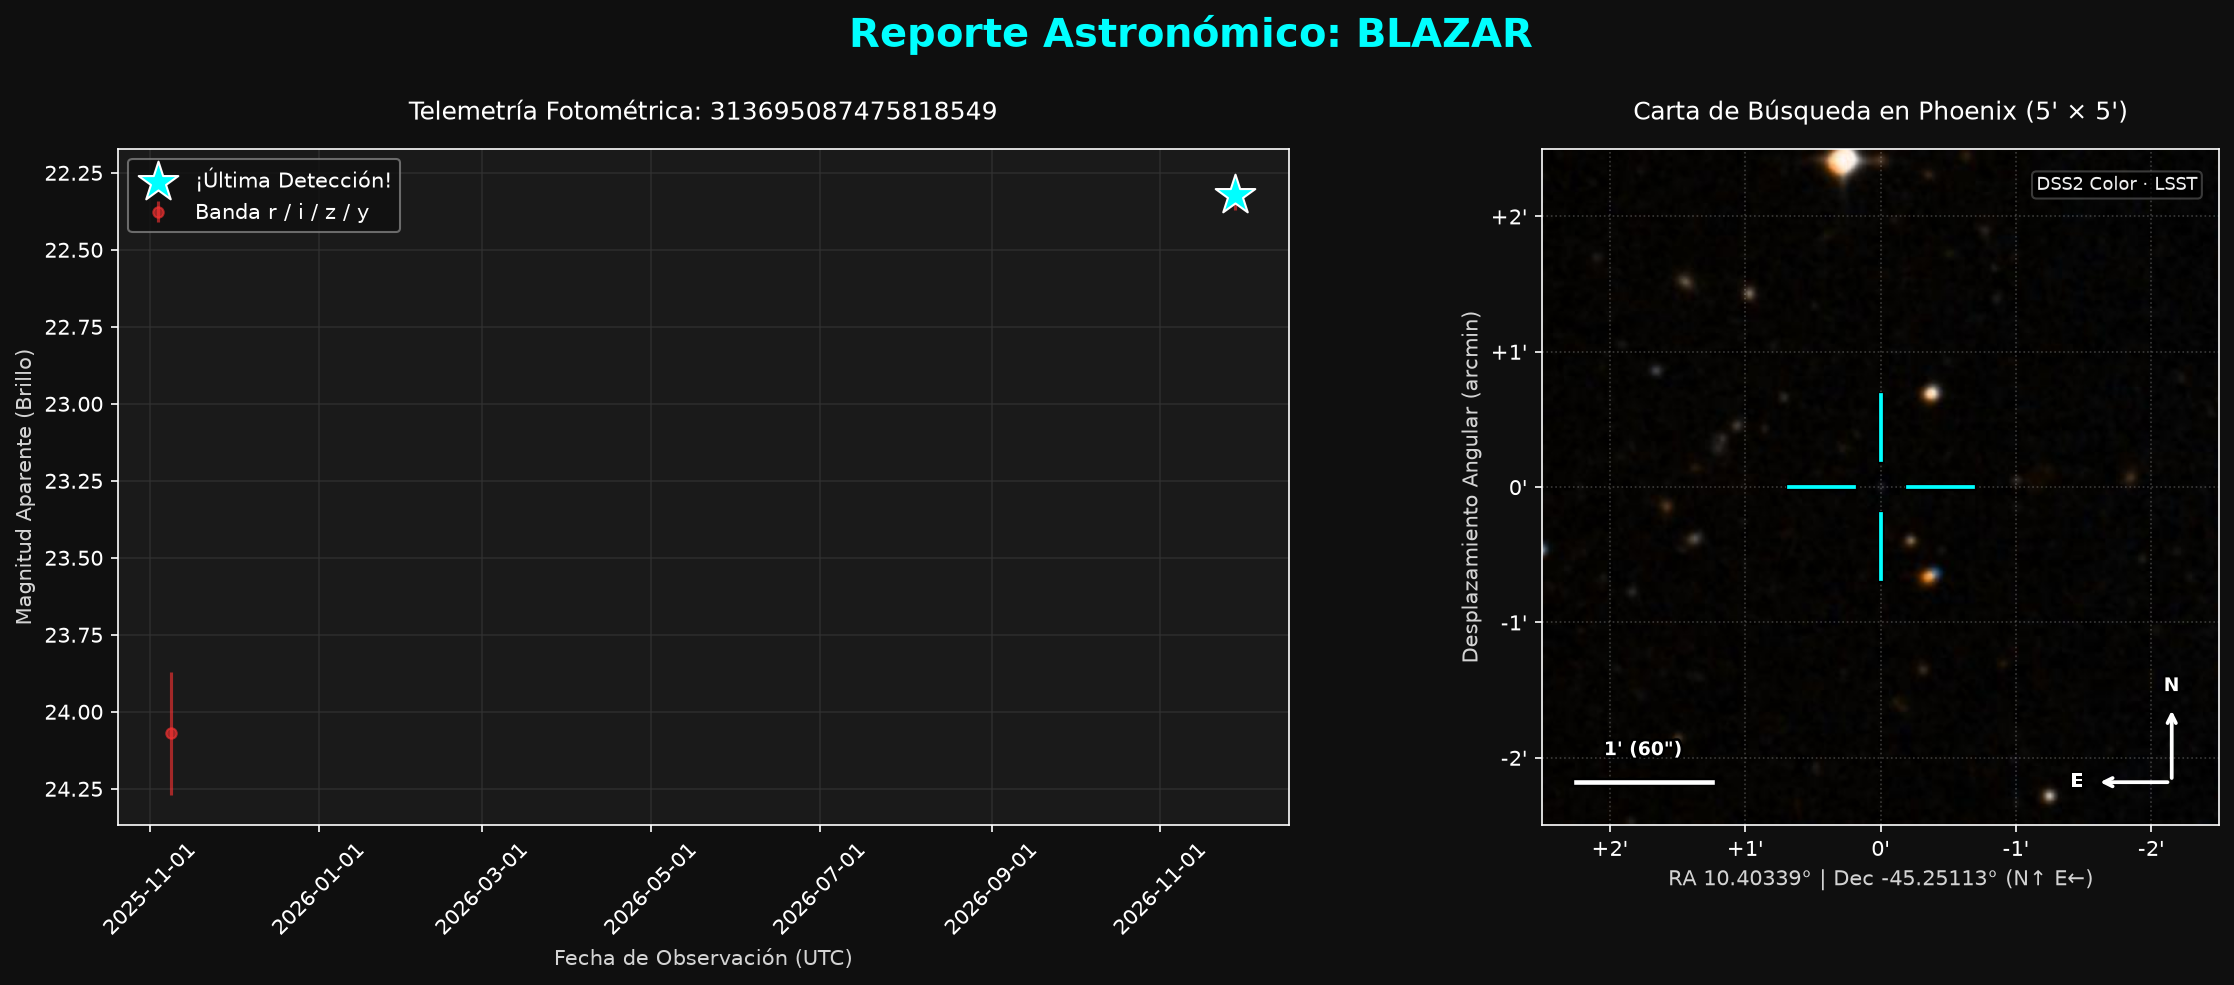 Reporte Astronómico: BLAZAR
Telemetría Fotométrica: 313695087475818549
¡Última Detección!
Banda r / i / z / y
22.25
22.50
22.75
23.00
23.25
23.50
23.75
24.00
24.25
Magnitud Aparente (Brillo)
2025-11-01
2026-01-01
2026-03-01
2026-05-01
2026-07-01
2026-09-01
2026-11-01
Fecha de Observación (UTC)
Carta de Búsqueda en Phoenix (5' × 5')
DSS2 Color · LSST
+2'
+1'
0'
-1'
-2'
Desplazamiento Angular (arcmin)
N
E
1' (60")
+2'
+1'
0'
-1'
-2'
RA 10.40339° | Dec -45.25113° (N↑ E←)